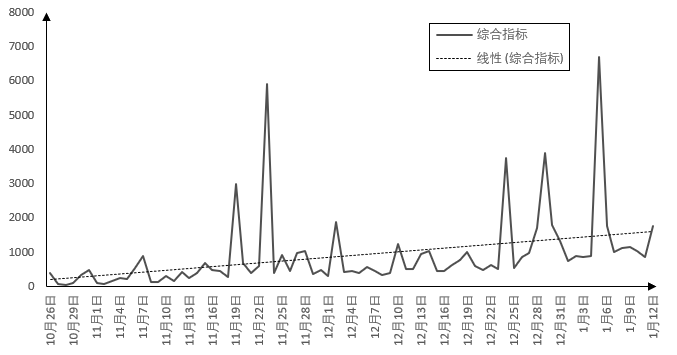 8000
7000
6000
5000
4000
3000
2000
1000
0
综合指标
线性 (综合指标)
10月26日
10月29日
11月1日
11月4日
11月7日
11月10日
11月13日
11月16日
11月19日
11月22日
11月25日
11月28日
12月1日
12月4日
12月7日
12月10日
12月13日
12月16日
12月19日
12月22日
12月25日
12月28日
12月31日
1月3日
1月6日
1月9日
1月12日